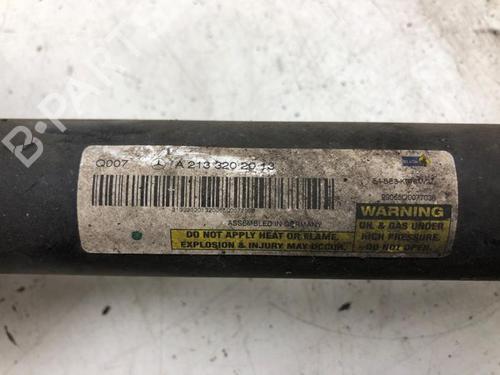 D-PARTS
Q007 A 213 320 20 13
ASSEMBLED IN GERMANY
DO NOT APPLY HEAT OR FLAME.
EXPLOSION & INJURY MAY OCCUR.
WARNING
OIL & GAS UNDER
HIGH PRESSURE.
DO NOT OPEN.